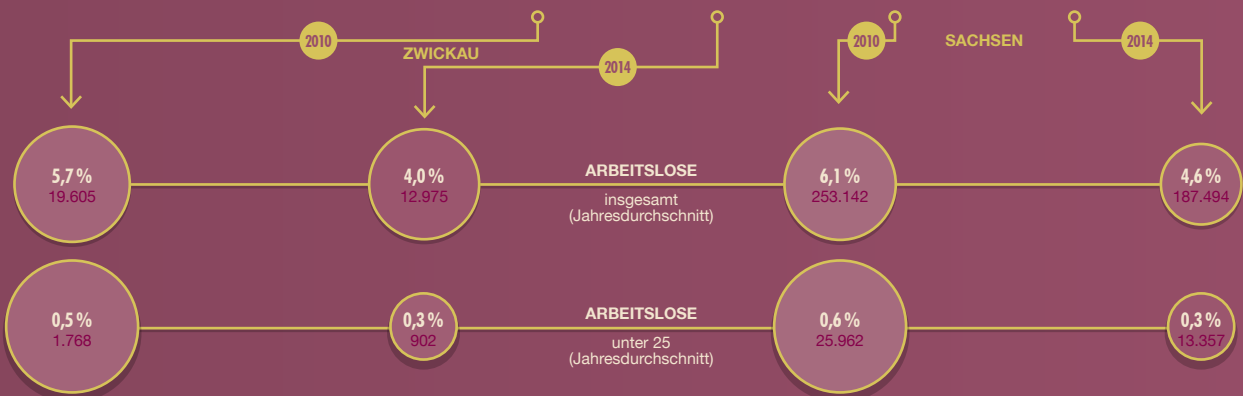 2010
ZWICKAU
2014
2010
SACHSEN
2014
5,7 %
19.605
4,0 %
12.975
ARBEITSLOSE
insgesamt
(Jahresdurchschnitt)
6,1 %
253.142
4,6 %
187.494
0,5 %
1.768
0,3 %
902
ARBEITSLOSE
unter 25
(Jahresdurchschnitt)
0,6 %
25.962
0,3 %
13.357